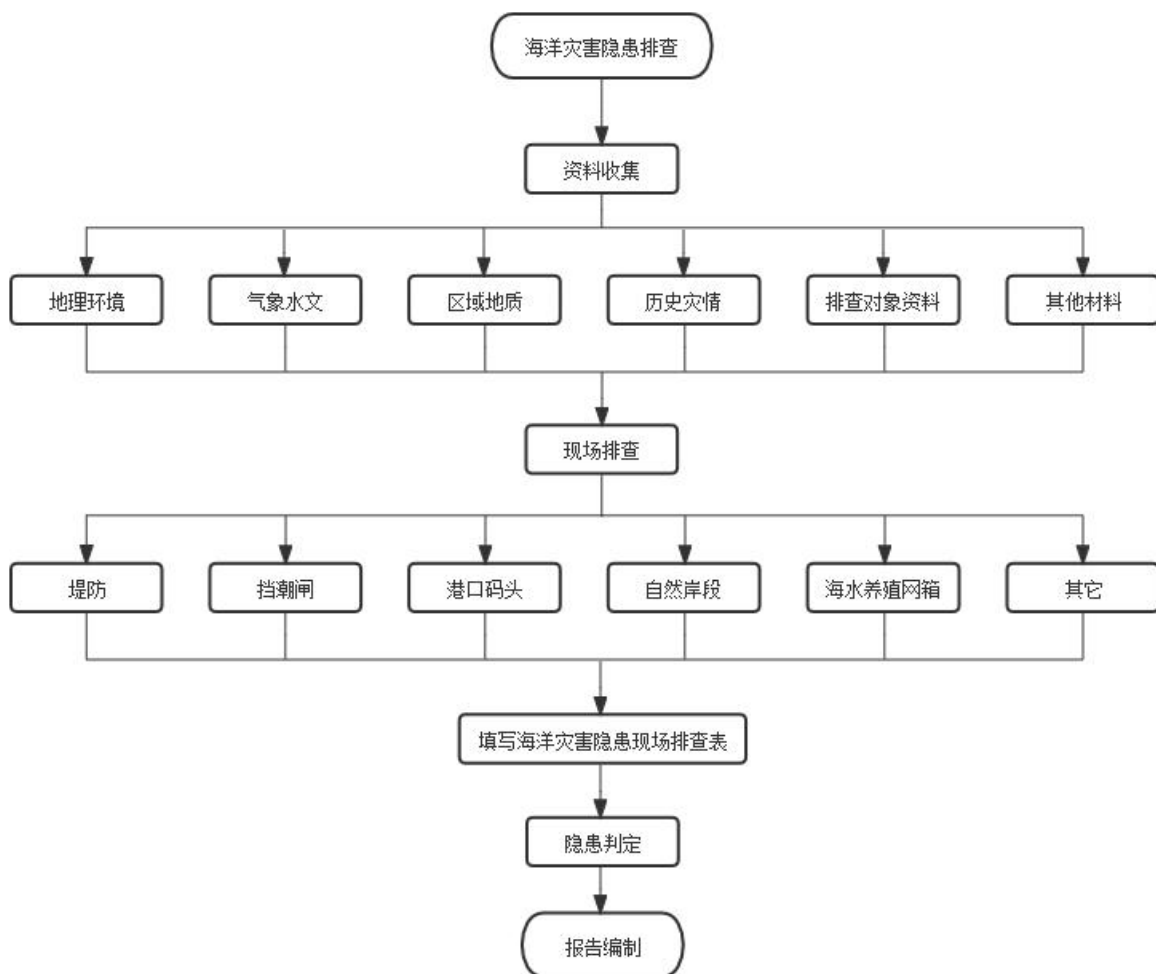 海洋灾害隐患排查
资料收集
地理环境
气象水文
区域地质
历史灾情
排查对象资料
其他材料
现场排查
堤防
挡潮闸
港口码头
自然岸段
海水养殖网箱
其它
填写海洋灾害隐患现场排查表
隐患判定
报告编制